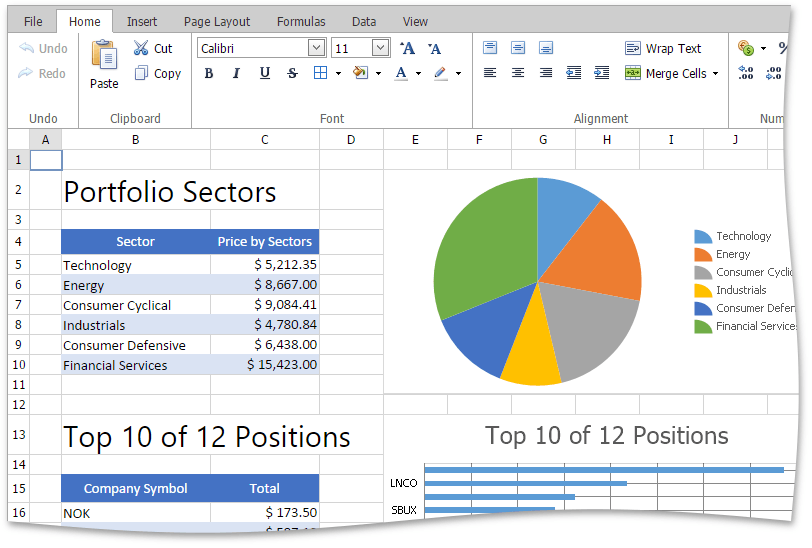 File Home Insert Page Layout Formulas Data View
Undo Cut Calibri 11 A A Wrap Text %
Redo Paste Copy B I U S A Merge Cells .00 .00
Undo Clipboard Font Alignment Num
A B C D E F G H I J
1
2 Portfolio Sectors
3
4 Sector Price by Sectors
5 Technology $ 5,212.35
6 Energy $ 8,667.00
7 Consumer Cyclical $ 9,084.41
8 Industrials $ 4,780.84
9 Consumer Defensive $ 6,438.00
10 Financial Services $ 15,423.00
11
12
Technology
Energy
Consumer Cyclic
Industrials
Consumer Defen
Financial Service
13 Top 10 of 12 Positions
Top 10 of 12 Positions
14
15 Company Symbol Total
16 NOK $ 173.50
LNCO
SBUX